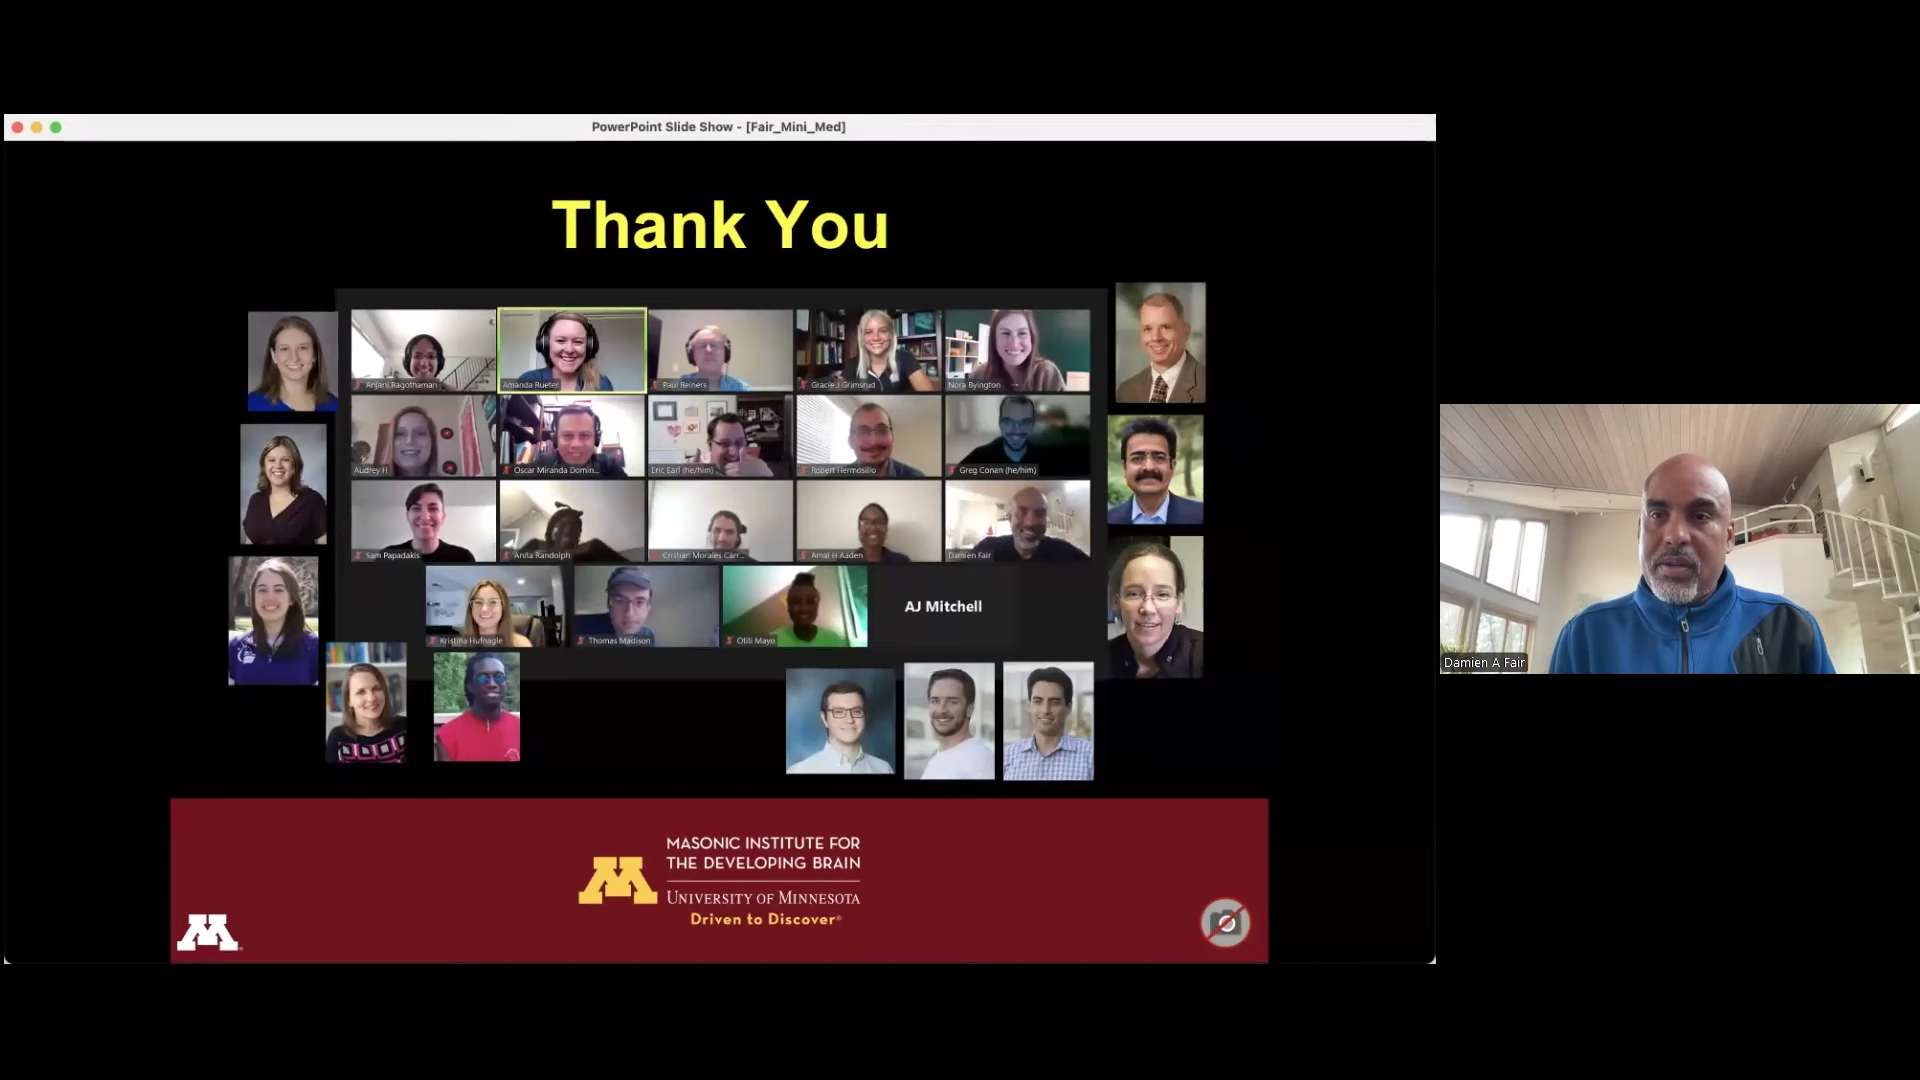 PowerPoint Slide Show - [Fair_Mini_Med]
Thank You
Anjani Ragothaman
Amanda Rueter
Paul Reiners
Gracie J Grimsrud
Nora Byington
Audrey H
Oscar Miranda Domin...
Eric Earl (he/him)
Robert Hermosillo
Greg Conan (he/him)
Sam Papadakis
Anita Randolph
Cristian Morales Carr...
Amal H Aaden
Damien Fair
Kristina Hufnagle
Thomas Madison
Otiti Mayo
AJ Mitchell
Damien A Fair
MASONIC INSTITUTE FOR
THE DEVELOPING BRAIN
UNIVERSITY OF MINNESOTA
Driven to Discover®